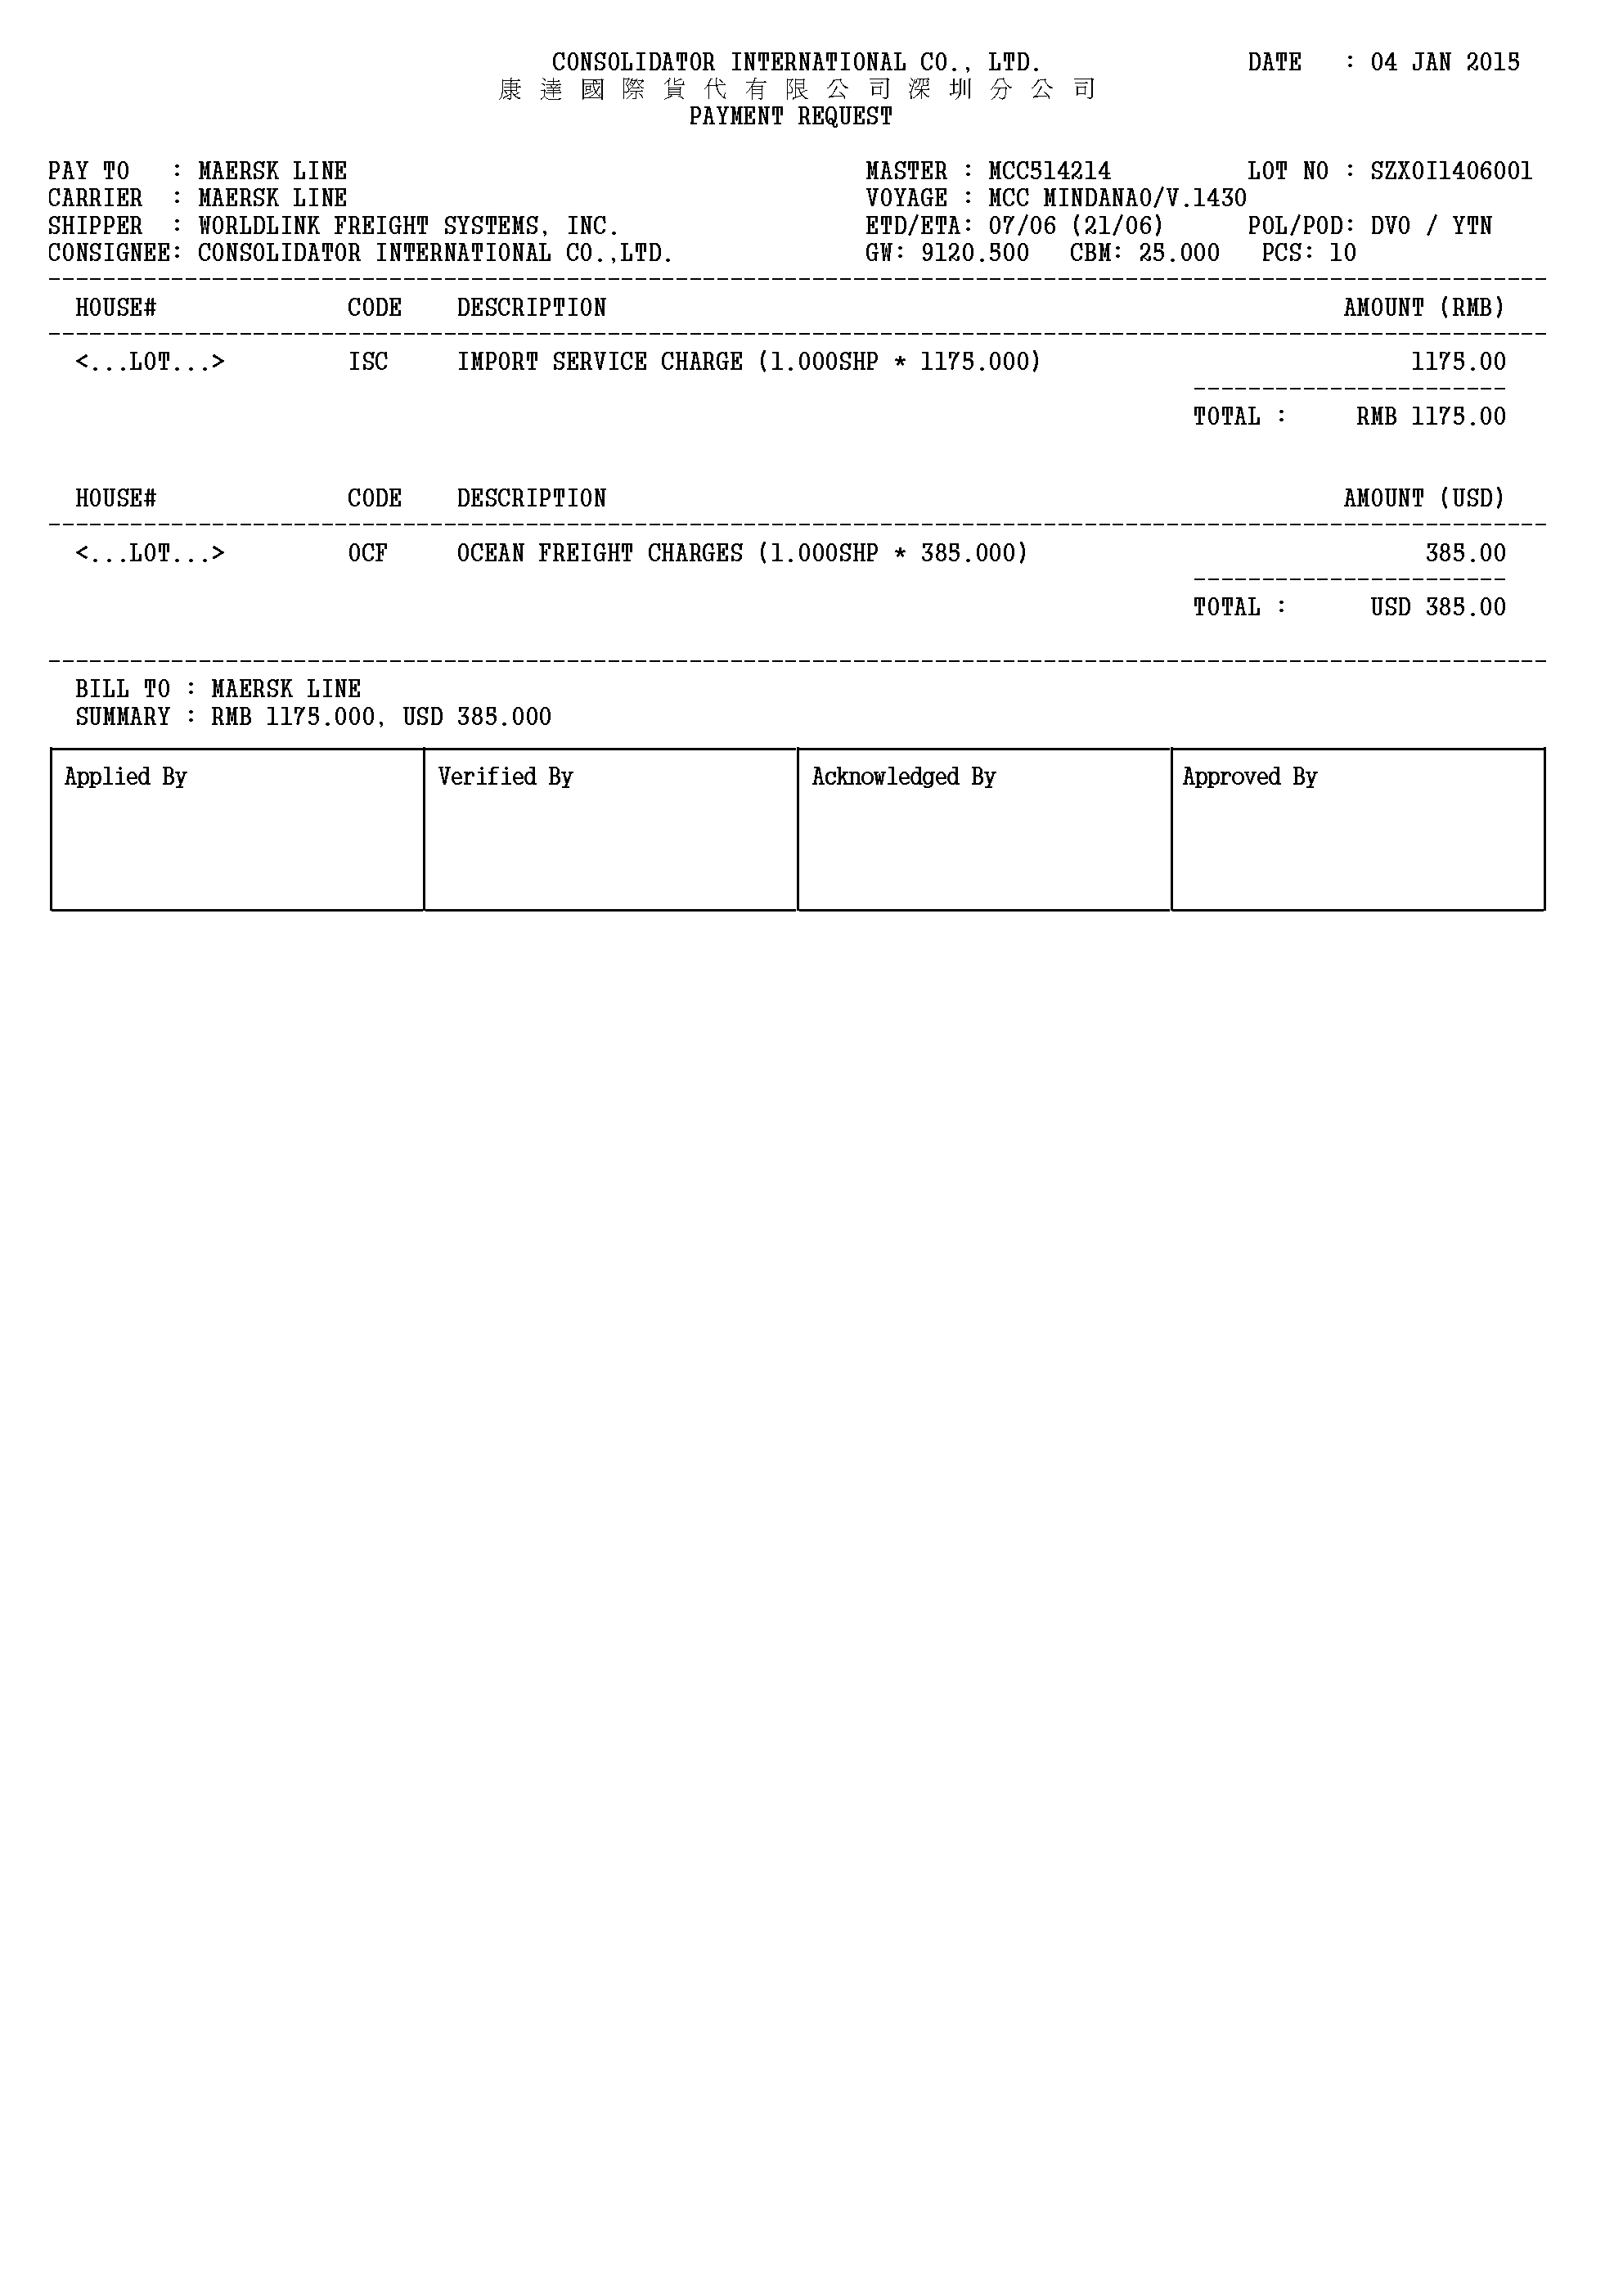 CONSOLIDATOR INTERNATIONAL CO., LTD. DATE : 04 JAN 2015
康達國際貨代有限公司深圳分公司
PAYMENT REQUEST
PAY TO : MAERSK LINE MASTER : MCC514214 LOT NO : SZXOI1406001
CARRIER : MAERSK LINE VOYAGE : MCC MINDANAO/V.1430
SHIPPER : WORLDLINK FREIGHT SYSTEMS, INC. ETD/ETA: 07/06 (21/06) POL/POD: DVO / YTN
CONSIGNEE: CONSOLIDATOR INTERNATIONAL CO.,LTD. GW: 9120.500 CBM: 25.000 PCS: 10
HOUSE# CODE DESCRIPTION AMOUNT (RMB)
<...LOT...> ISC IMPORT SERVICE CHARGE (1.000SHP * 1175.000) 1175.00
TOTAL : RMB 1175.00
HOUSE# CODE DESCRIPTION AMOUNT (USD)
<...LOT...> OCF OCEAN FREIGHT CHARGES (1.000SHP * 385.000) 385.00
TOTAL : USD 385.00
BILL TO : MAERSK LINE
SUMMARY : RMB 1175.000, USD 385.000
Applied By Verified By Acknowledged By Approved By